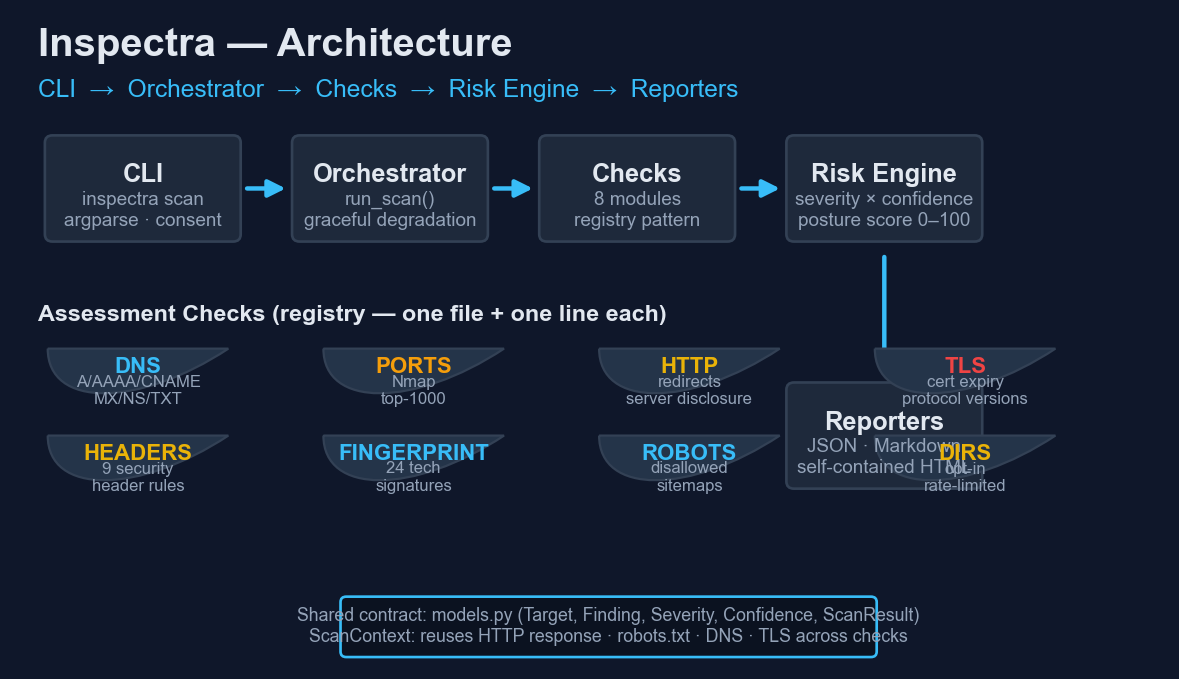 Inspectra — Architecture
CLI → Orchestrator → Checks → Risk Engine → Reporters
CLI
inspectra scan
argparse · consent
Orchestrator
run_scan()
graceful degradation
Checks
8 modules
registry pattern
Risk Engine
severity × confidence
posture score 0–100
Assessment Checks (registry — one file + one line each)
DNS
A/AAAA/CNAME
MX/NS/TXT
PORTS
Nmap
top-1000
HTTP
redirects
server disclosure
TLS
cert expiry
protocol versions
Reporters
JSON · Markdown
self-contained HTML
HEADERS
9 security
header rules
FINGERPRINT
24 tech
signatures
ROBOTS
disallowed
sitemaps
DIRS
opt-in
rate-limited
Shared contract: models.py (Target, Finding, Severity, Confidence, ScanResult)
ScanContext: reuses HTTP response · robots.txt · DNS · TLS across checks